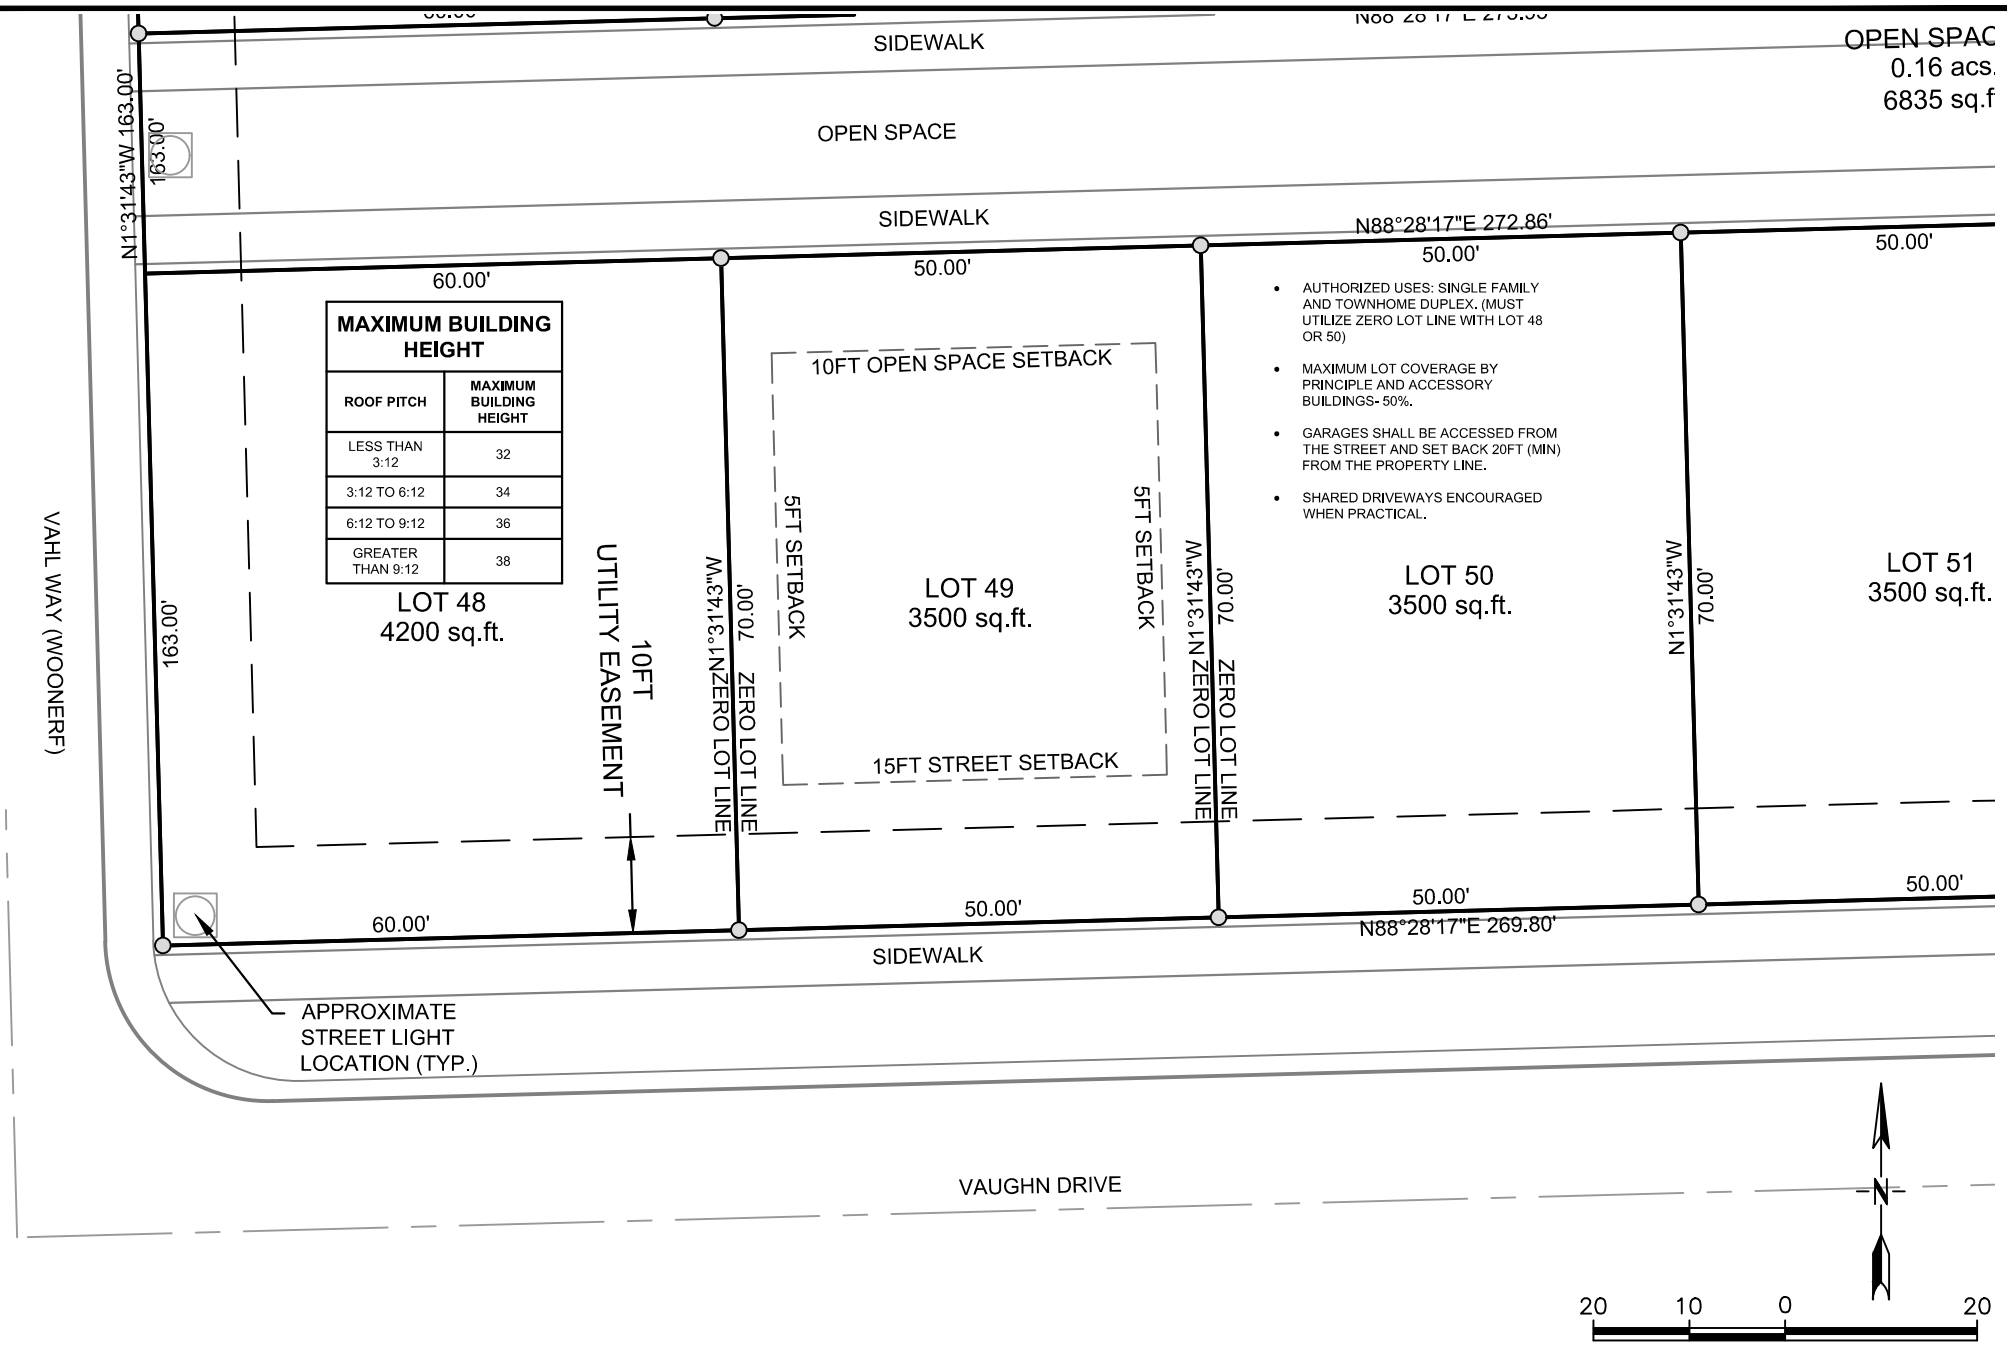 SIDEWALK
OPEN SPACE
N88°28'17"E 272.86'
SIDEWALK
0.16 acs.
N1°31'43"W 163.00'
163.00'
60.00'
50.00'
50.00'
50.00'
MAXIMUM BUILDING
HEIGHT
ROOF PITCH
MAXIMUM
BUILDING
HEIGHT
LESS THAN
3:12
32
3:12 TO 6:12
34
6:12 TO 9:12
36
GREATER
THAN 9:12
38
LOT 48
4200 sq.ft.
163.00'
VAHL WAY (WOONERF)
10FT
UTILITY EASEMENT
N1°31'43"W
70.00'
ZERO LOT LINE
ZERO LOT LINE
10FT OPEN SPACE SETBACK
5FT SETBACK
5FT SETBACK
LOT 49
3500 sq.ft.
15FT STREET SETBACK
N1°31'43"W
70.00'
ZERO LOT LINE
ZERO LOT LINE
• AUTHORIZED USES: SINGLE FAMILY
AND TOWNHOME DUPLEX. (MUST
UTILIZE ZERO LOT LINE WITH LOT 48
OR 50)
• MAXIMUM LOT COVERAGE BY
PRINCIPLE AND ACCESSORY
BUILDINGS- 50%.
• GARAGES SHALL BE ACCESSED FROM
THE STREET AND SET BACK 20FT (MIN)
FROM THE PROPERTY LINE.
• SHARED DRIVEWAYS ENCOURAGED
WHEN PRACTICAL.
LOT 50
3500 sq.ft.
N1°31'43"W
70.00'
LOT 51
3500 sq.ft.
60.00'
50.00'
50.00'
50.00'
N88°28'17"E 269.80'
SIDEWALK
APPROXIMATE
STREET LIGHT
LOCATION (TYP.)
VAUGHN DRIVE
N
20 10 0 20